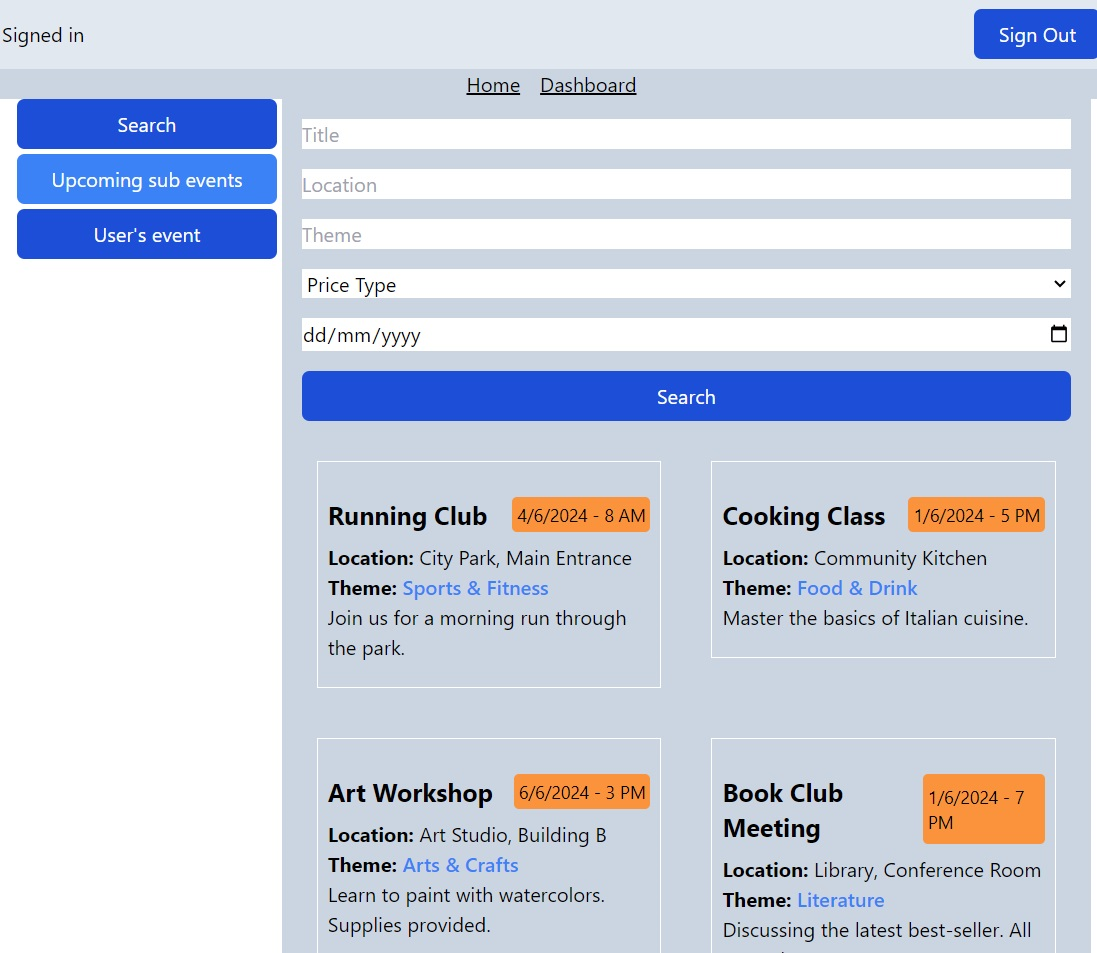 Signed in
Sign Out
Home Dashboard
Search
Upcoming sub events
User's event
Title
Location
Theme
Price Type
dd/mm/yyyy
Search
Running Club 4/6/2024 - 8 AM
Location: City Park, Main Entrance
Theme: Sports & Fitness
Join us for a morning run through
the park.
Cooking Class 1/6/2024 - 5 PM
Location: Community Kitchen
Theme: Food & Drink
Master the basics of Italian cuisine.
Art Workshop 6/6/2024 - 3 PM
Location: Art Studio, Building B
Theme: Arts & Crafts
Learn to paint with watercolors.
Supplies provided.
Book Club
Meeting
1/6/2024 - 7
PM
Location: Library, Conference Room
Theme: Literature
Discussing the latest best-seller. All